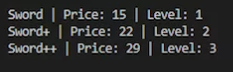 Sword | Price: 15 | Level: 1
Sword+ | Price: 22 | Level: 2
Sword++ | Price: 29 | Level: 3